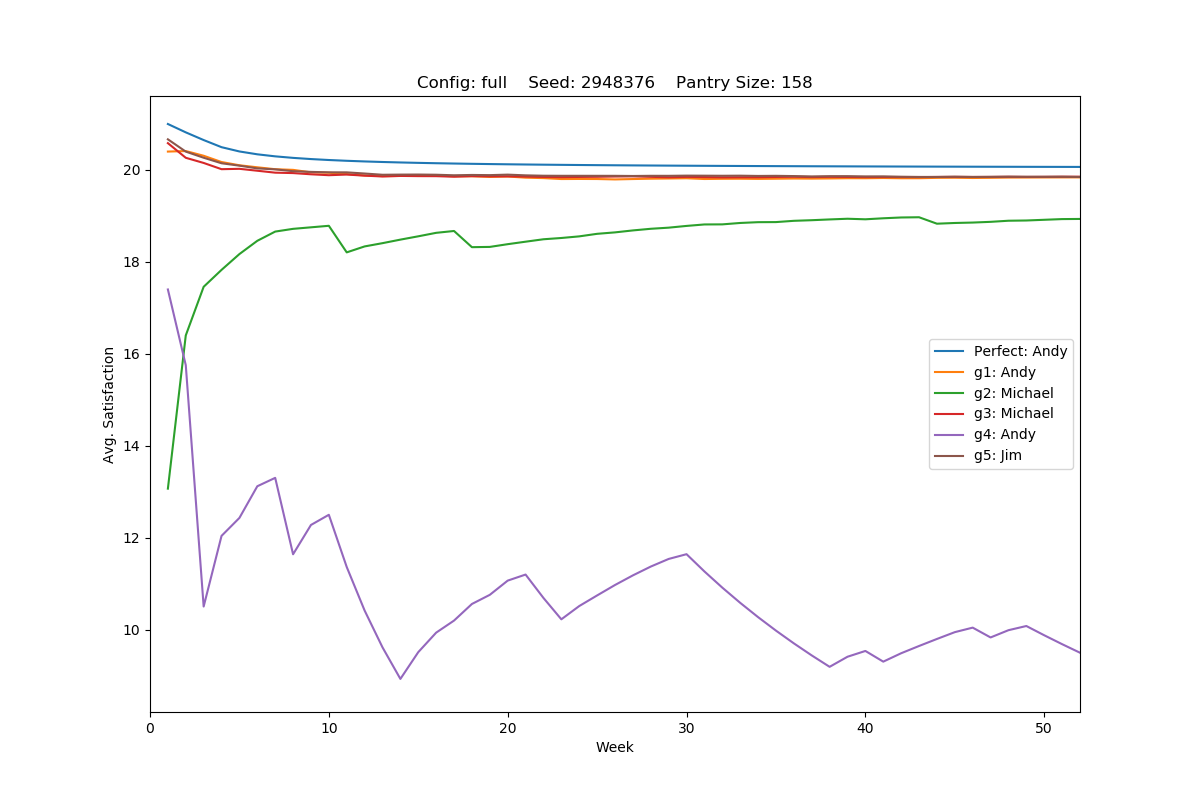 Config: full    Seed: 2948376    Pantry Size: 158
20
18
16
14
12
10
Avg. Satisfaction
Perfect: Andy
g1: Andy
g2: Michael
g3: Michael
g4: Andy
g5: Jim
0 10 20 30 40 50
Week